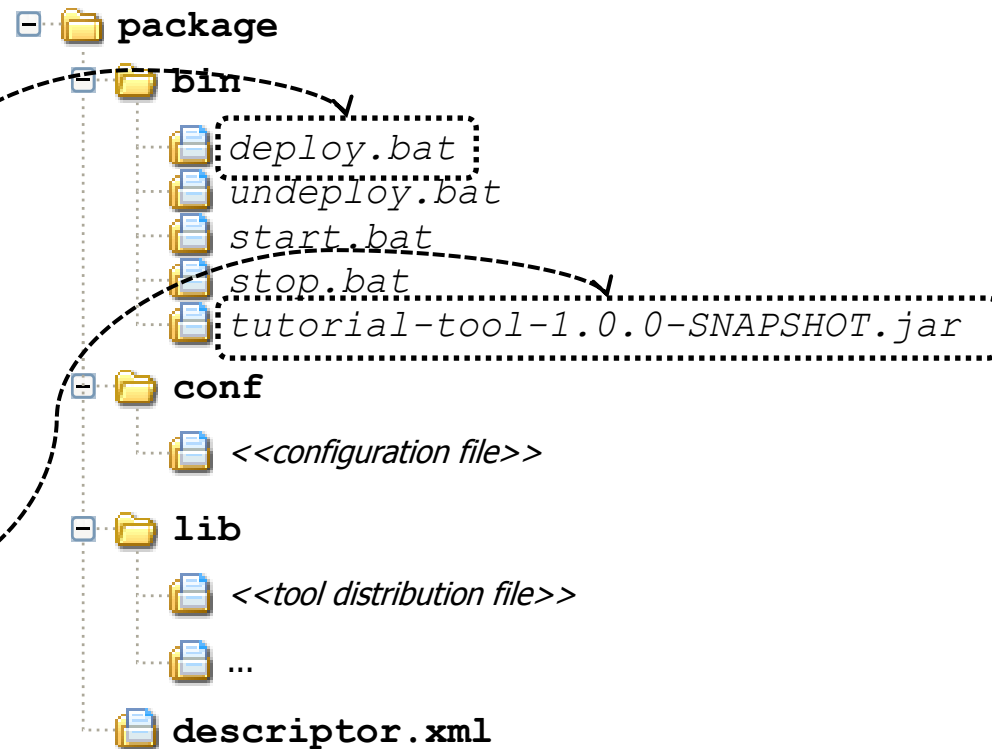 package
bin
deploy.bat
undeploy.bat
start.bat
stop.bat
tutorial-tool-1.0.0-SNAPSHOT.jar
conf
<<configuration file>>
lib
<<tool distribution file>>
...
descriptor.xml